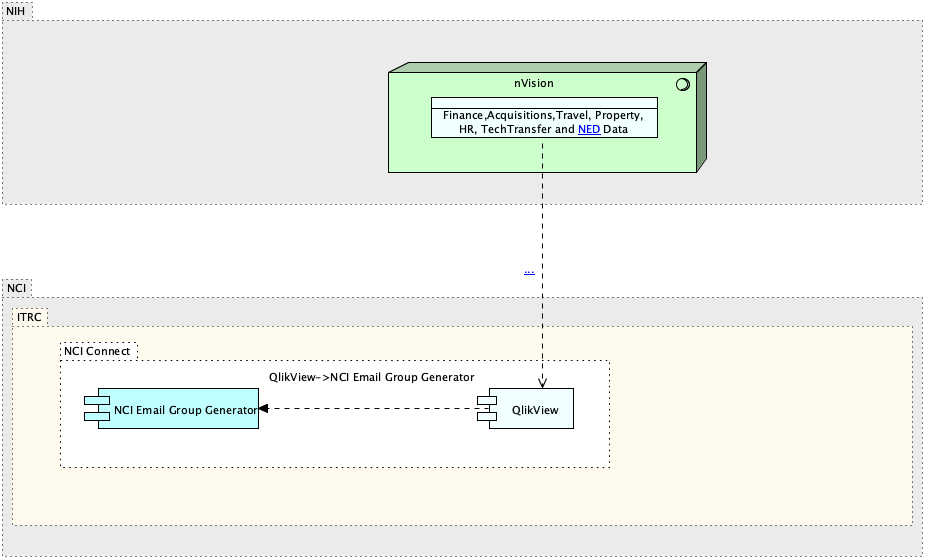 NIH
nVision
Finance,Acquisitions,Travel, Property,
HR, TechTransfer and NED Data
...
NCI
ITRC
NCI Connect
QlikView->NCI Email Group Generator
NCI Email Group Generator
QlikView